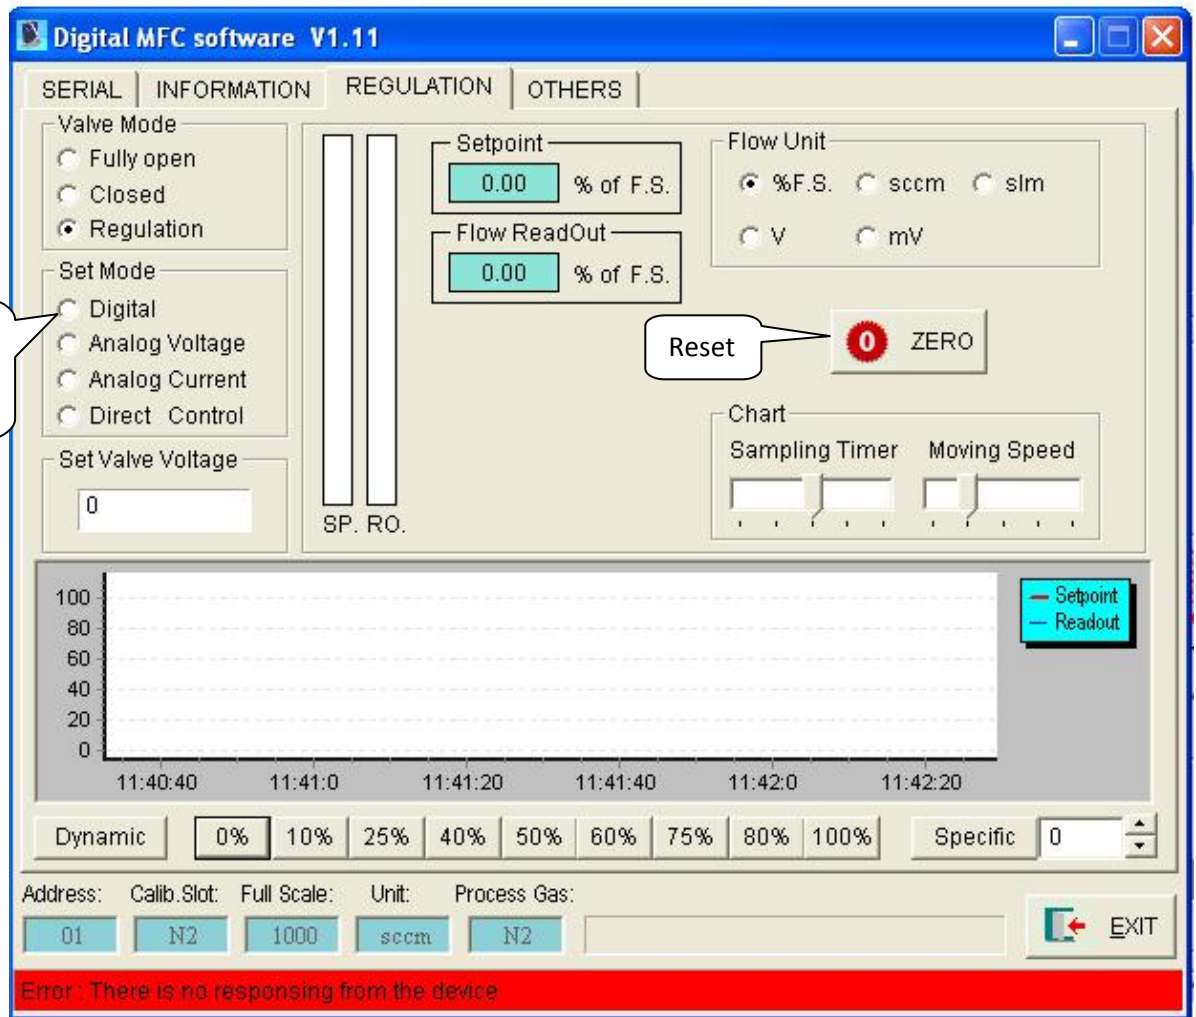 Digital MFC software V1.11
SERIAL INFORMATION REGULATION OTHERS
Valve Mode
Fully open
Closed
Regulation
Set Mode
Digital
Analog Voltage
Analog Current
Direct Control
Set Valve Voltage
0
SP. RO.
Setpoint
0.00 % of F.S.
Flow ReadOut
0.00 % of F.S.
Flow Unit
%F.S. sccm slm
V mV
Reset
0 ZERO
Chart
Sampling Timer Moving Speed
100
80
60
40
20
0
11:40:40 11:41:0 11:41:20 11:41:40 11:42:0 11:42:20
Setpoint
Readout
Dynamic 0% 10% 25% 40% 50% 60% 75% 80% 100% Specific 0
Address: Calib.Slot: Full Scale: Unit: Process Gas:
01 N2 1000 sccm N2
EXIT
Error : There is no responsing from the device